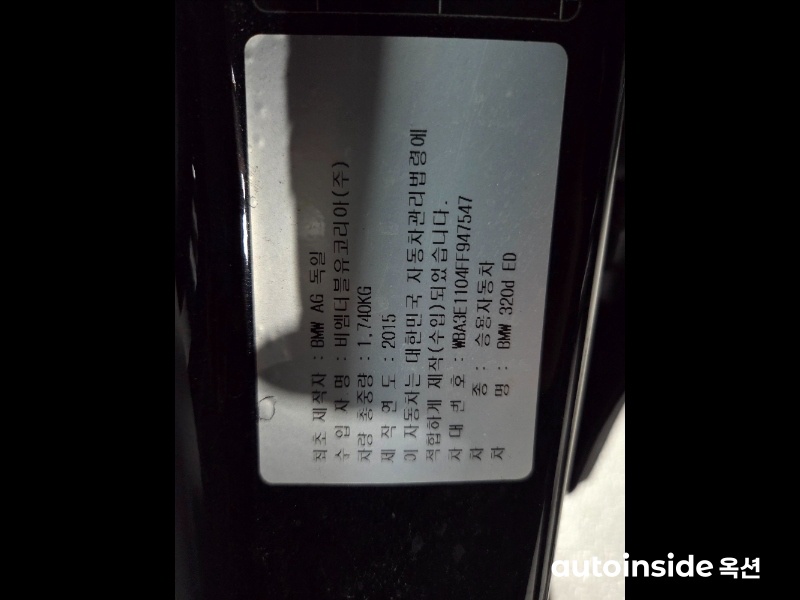 최초 제작자 : BMW AG 독일
수 입 자 명 : 비엠더블유코리아(주)
차량 총중량 : 1,740KG
제 작 연 도 : 2015
이 자동차는 대한민국 자동차관리법령에
적합하게 제작(수입)되었습니다.
차 대 번 호 : WBA3E1104FF947547
차 종 : 승용자동차
차 명 : BMW 320d ED
autoinside 옥션